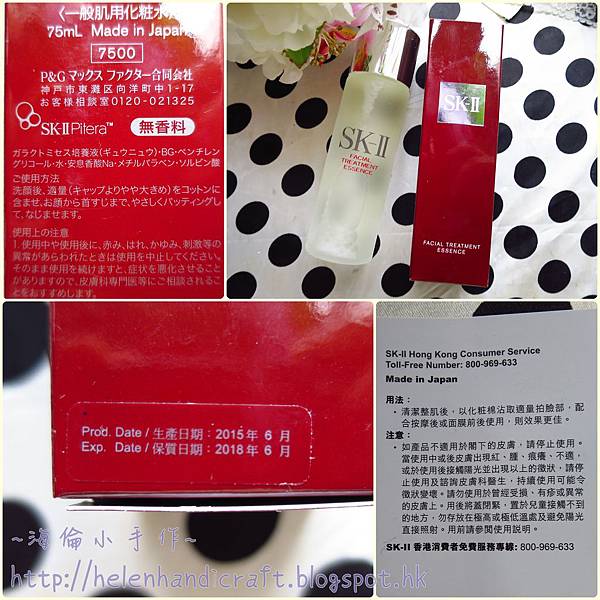 〈一般肌用化粧水
75mL Made in Japan
7500
P&G マックス ファクター合同会社
神戸市東灘区向洋町中1-17
お客様相談室0120-021325
SK-II Pitera™ 無香料
ガラクトミセス培養液(ギュウニュウ)・BG・ペンチレン
グリコール・水・安息香酸Na・メチルパラベン・ソルビン酸
ご使用方法
洗顔後、適量(キャップよりやや大きめ)をコットンに
含ませ、お顔から首すじまで、やさしくパッティングし
て、なじませます。
使用上の注意
1. 使用中や使用後に、赤み、はれ、かゆみ、刺激等の
異常があらわれたときは使用を中止してください。
そのまま使用を続けますと、症状を悪化させること
がありますので、皮膚科専門医等にご相談されるこ
とをおすすめします。
SK-II
FACIAL
TREATMENT
ESSENCE
SK-II
FACIAL TREATMENT
ESSENCE
Prod. Date / 生產日期:2015年 6 月
Exp. Date / 保質日期:2018年 6 月
SK-II Hong Kong Consumer Service
Toll-Free Number: 800-969-633
Made in Japan
用法:
• 清潔整肌後,以化粧棉沾取適量拍臉部,配
合按摩後或面膜前後使用,則效果更佳。
注意:
• 如產品不適用於閣下的皮膚,請停止使用。
當使用中或後皮膚出現紅、腫、痕癢、不適,
或於使用後接觸陽光並出現以上的徵狀,請停
止使用及諮詢皮膚科醫生,持續使用可能令
徵狀變壞。請勿使用於曾經受損、有疹或異常
的皮膚上。用後將蓋閉緊,置於兒童接觸不到
的地方,勿存放在極高或極低溫處及避免陽光
直接照射。用前請參閱使用説明。
SK-II 香港消費者免費服務專線: 800-969-633
~海倫小手作~
http://helenhandicraft.blogspot.hk